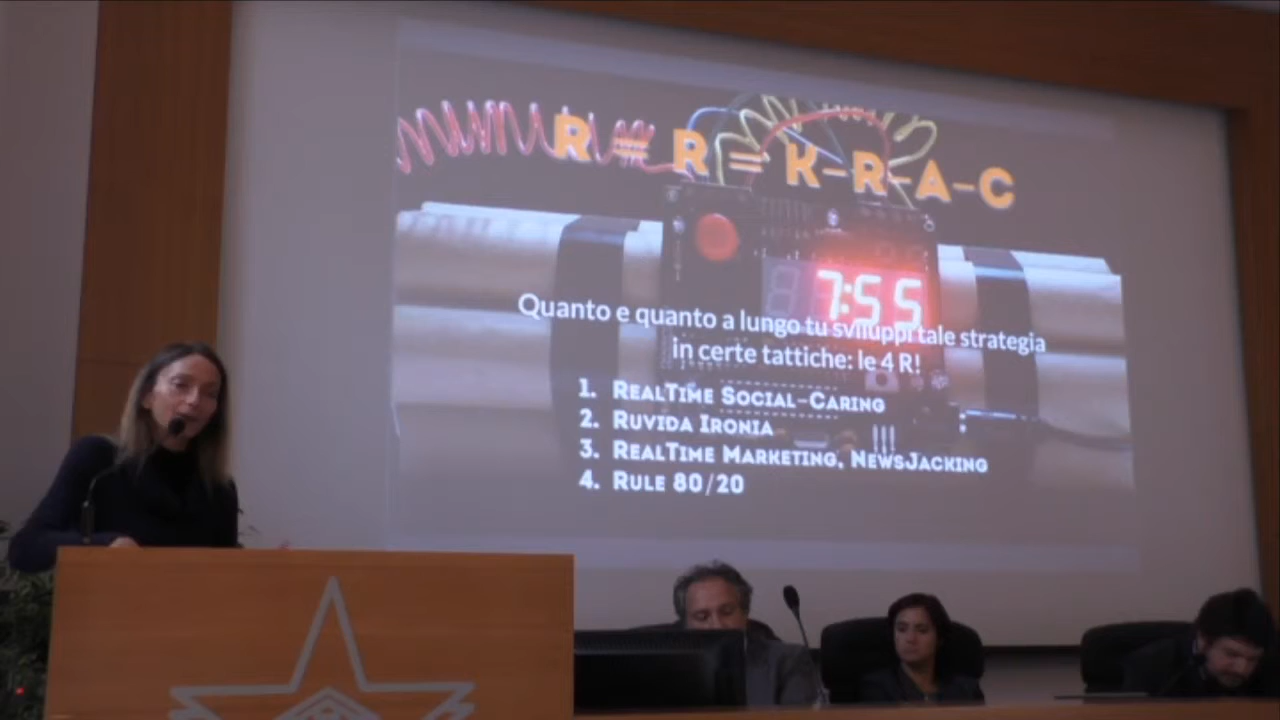 R = R = K-R-A-C
7:55
Quanto e quanto a lungo tu sviluppi tale strategia
in certe tattiche: le 4 R!
1. RealTime Social-Caring
2. Ruvida Ironia
3. RealTime Marketing, NewsJacking
4. Rule 80/20